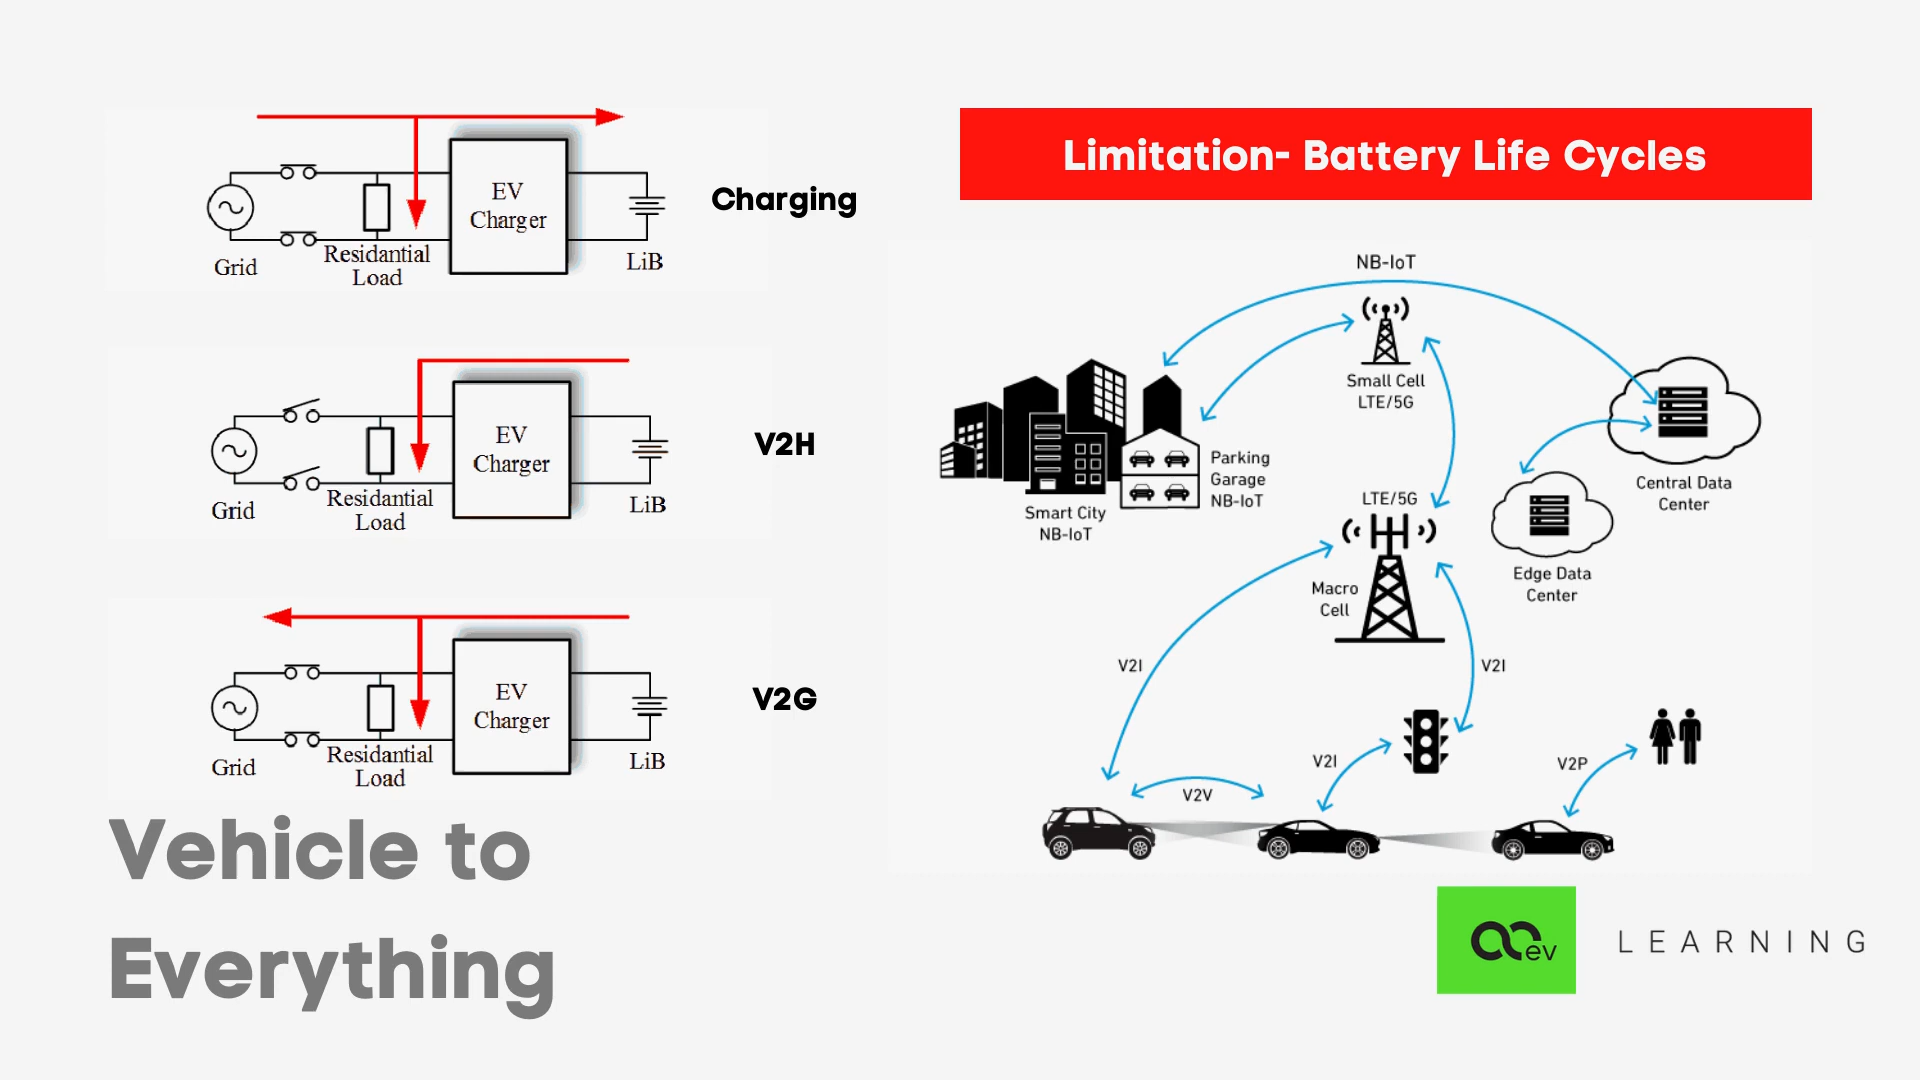 EV
Charger
Grid
Residantial
Load
LiB
Charging
EV
Charger
Grid
Residantial
Load
LiB
V2H
EV
Charger
Grid
Residantial
Load
LiB
V2G
Vehicle to
Everything
Limitation- Battery Life Cycles
NB-IoT
Small Cell
LTE/5G
Parking
Garage
NB-IoT
Smart City
NB-IoT
Central Data
Center
LTE/5G
Macro
Cell
Edge Data
Center
V2I
V2I
V2I
V2P
V2V
ev
LEARNING